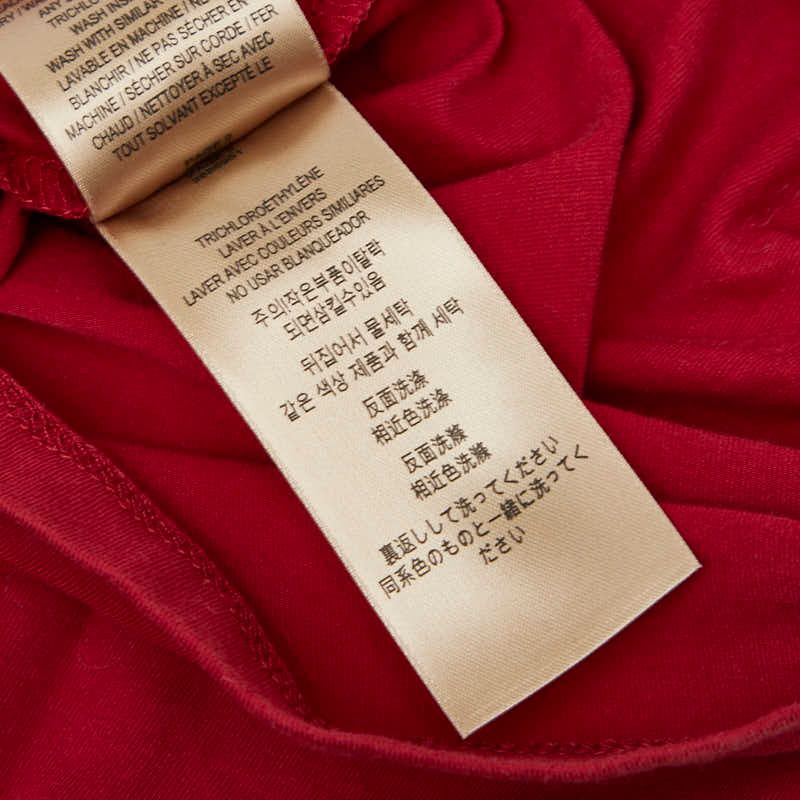 ANY
TRICHLOR
WASH INSI
WASH WITH SIMILAR
LAVABLE EN MACHINE / NE
BLANCHIR / NE PAS SÉCHER EN
MACHINE / SÉCHER SUR CORDE / FER
CHAUD / NETTOYER À SEC AVEC
TOUT SOLVANT EXCEPTÉ LE
TRICHLOROÉTHYLÈNE
LAVER À L'ENVERS
LAVER AVEC COULEURS SIMILIARES
NO USAR BLANQUEADOR
주의!작은부품이탈락
되면삼킬수있음
뒤집어서 물세탁
같은 색상 제품과 함께 세탁
反面洗涤
相近色洗涤
反面洗滌
相近色洗滌
裏返しして洗ってください
同系色のものと一緒に洗ってく
ださい